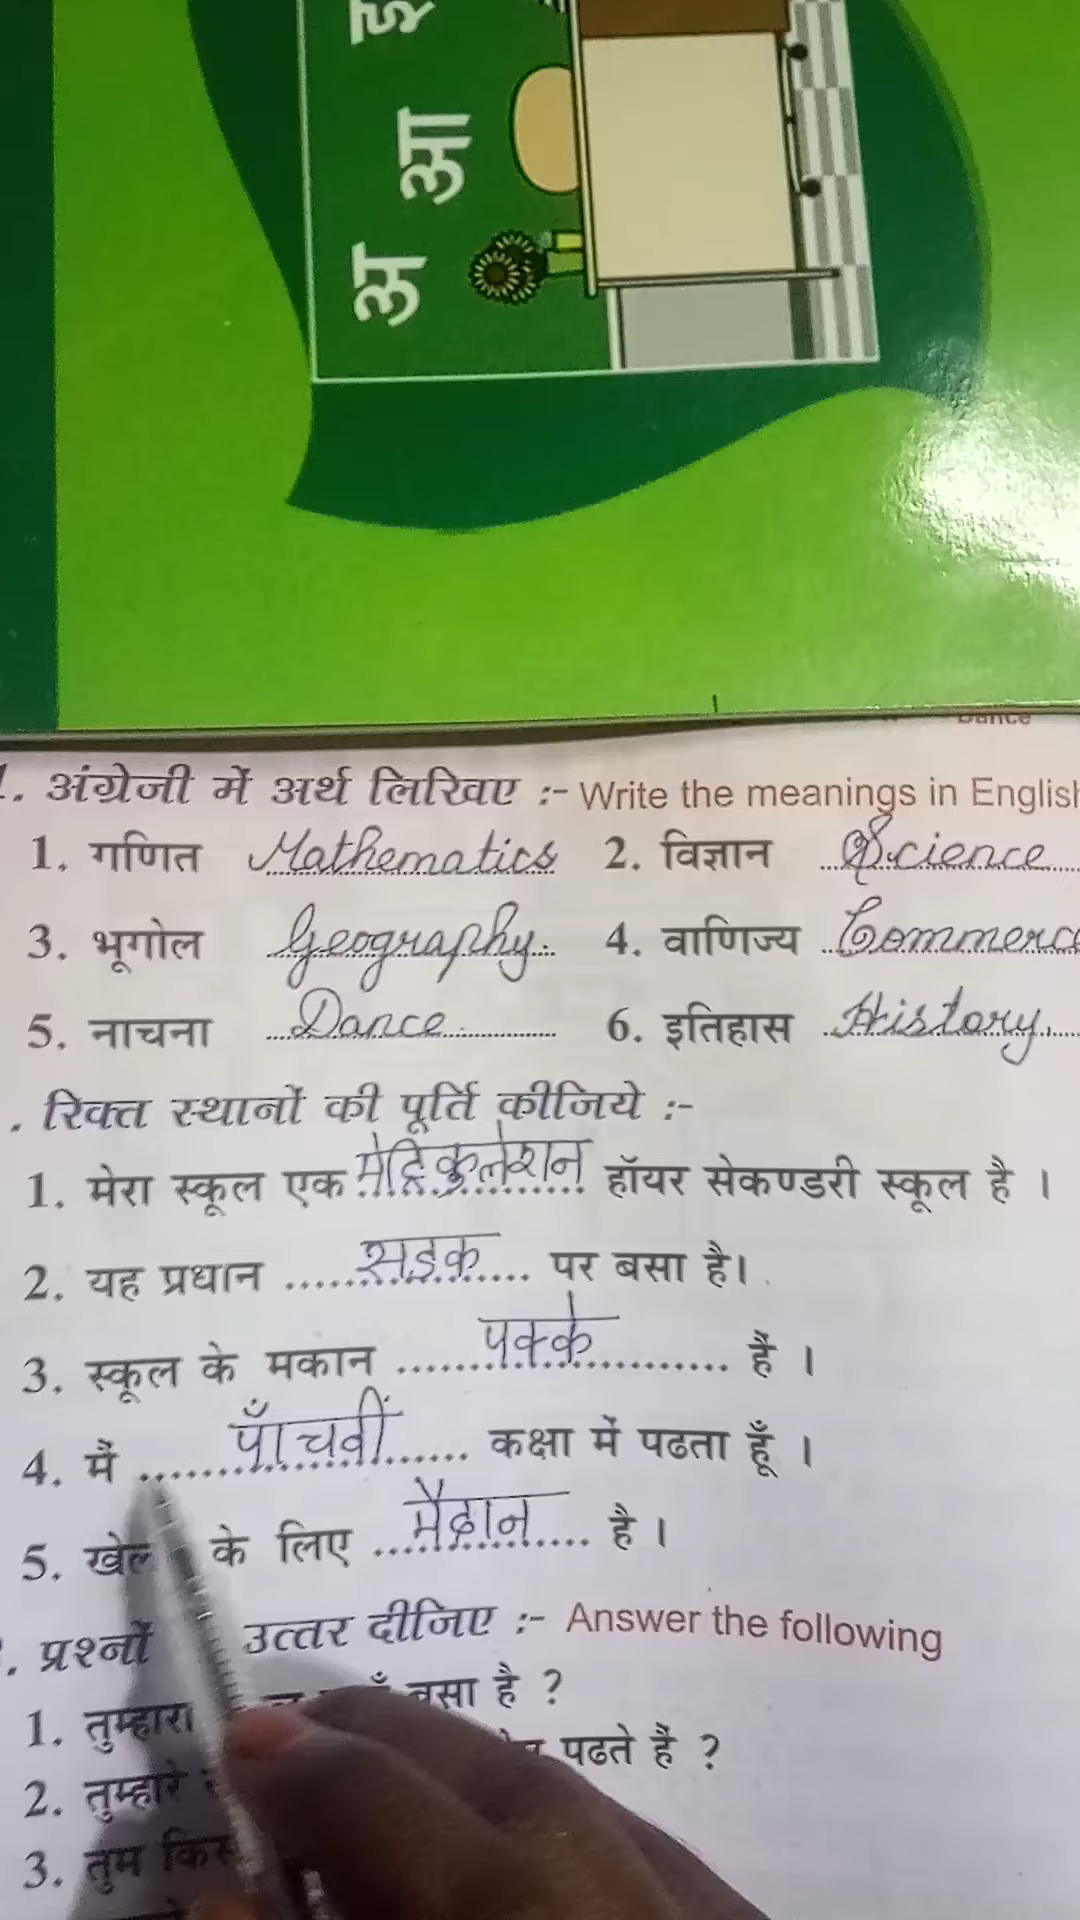 अ आ इ
Dance
1. अंग्रेजी में अर्थ लिखिए :- Write the meanings in English
1. गणित Mathematics 2. विज्ञान Science
3. भूगोल Geography. 4. वाणिज्य Commerc
5. नाचना Dance 6. इतिहास History.
. रिक्त स्थानों की पूर्ति कीजिये :-
1. मेरा स्कूल एक मेट्रिकुलेशन हॉयर सेकण्डरी स्कूल है ।
2. यह प्रधान सड़क पर बसा है।
3. स्कूल के मकान पक्के हैं ।
4. मैं पाँचवीं कक्षा में पढता हूँ ।
5. खेल के लिए मैदान है ।
. प्रश्नों उत्तर दीजिए :- Answer the following
1. तुम्हारा बसा है ?
2. तुम्हारे पढते हैं ?
3. तुम